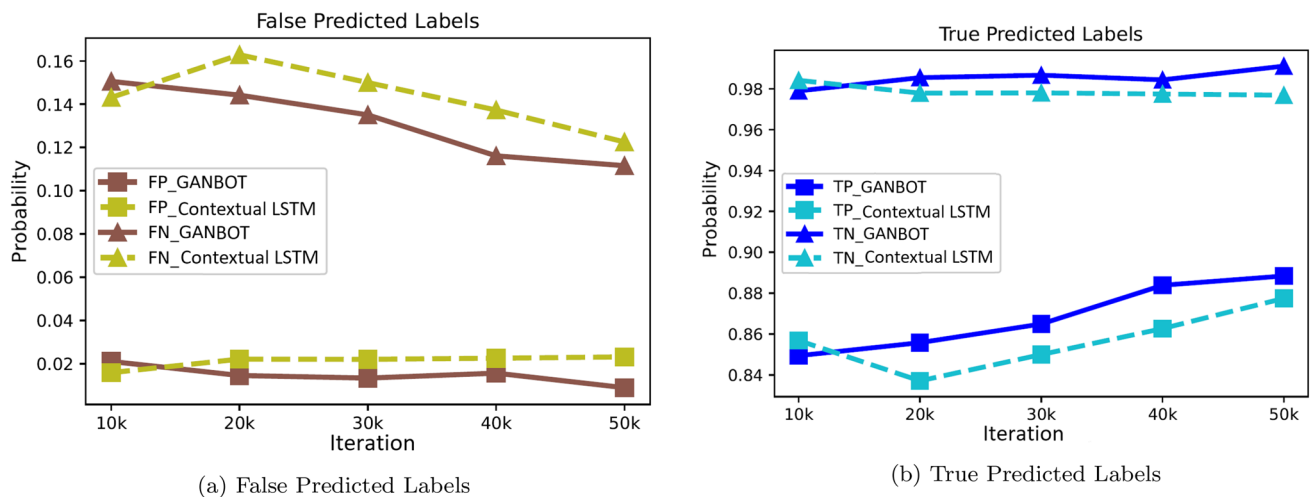 False Predicted Labels
Probability
0.16
0.14
0.12
0.10
0.08
0.06
0.04
0.02
FP_GANBOT
FP_Contextual LSTM
FN_GANBOT
FN_Contextual LSTM
10k 20k 30k 40k 50k
Iteration
(a) False Predicted Labels
True Predicted Labels
Probability
0.98
0.96
0.94
0.92
0.90
0.88
0.86
0.84
TP_GANBOT
TP_Contextual LSTM
TN_GANBOT
TN_Contextual LSTM
10k 20k 30k 40k 50k
Iteration
(b) True Predicted Labels